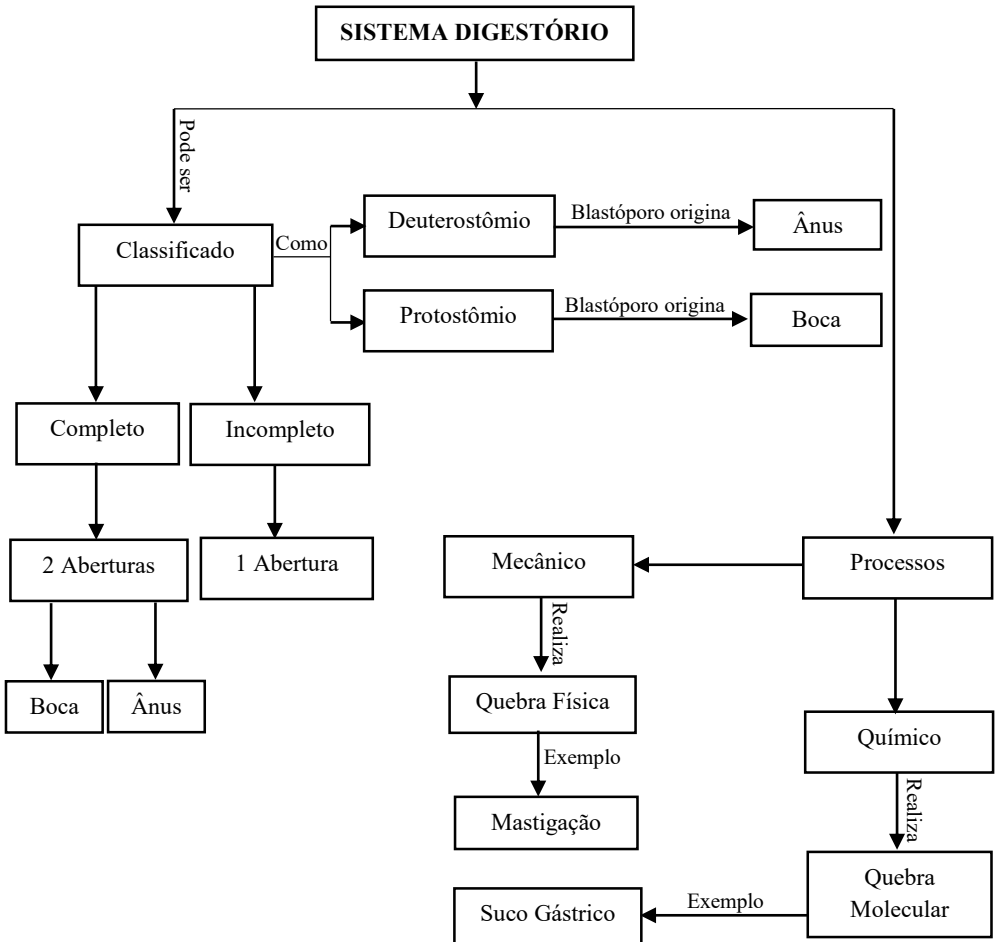 SISTEMA DIGESTÓRIO
Pode ser
Classificado
Como
Deuterostômio
Blastóporo origina
Ânus
Protostômio
Blastóporo origina
Boca
Completo
Incompleto
2 Aberturas
1 Abertura
Boca
Ânus
Processos
Mecânico
Realiza
Quebra Física
Exemplo
Mastigação
Químico
Realiza
Quebra
Molecular
Exemplo
Suco Gástrico